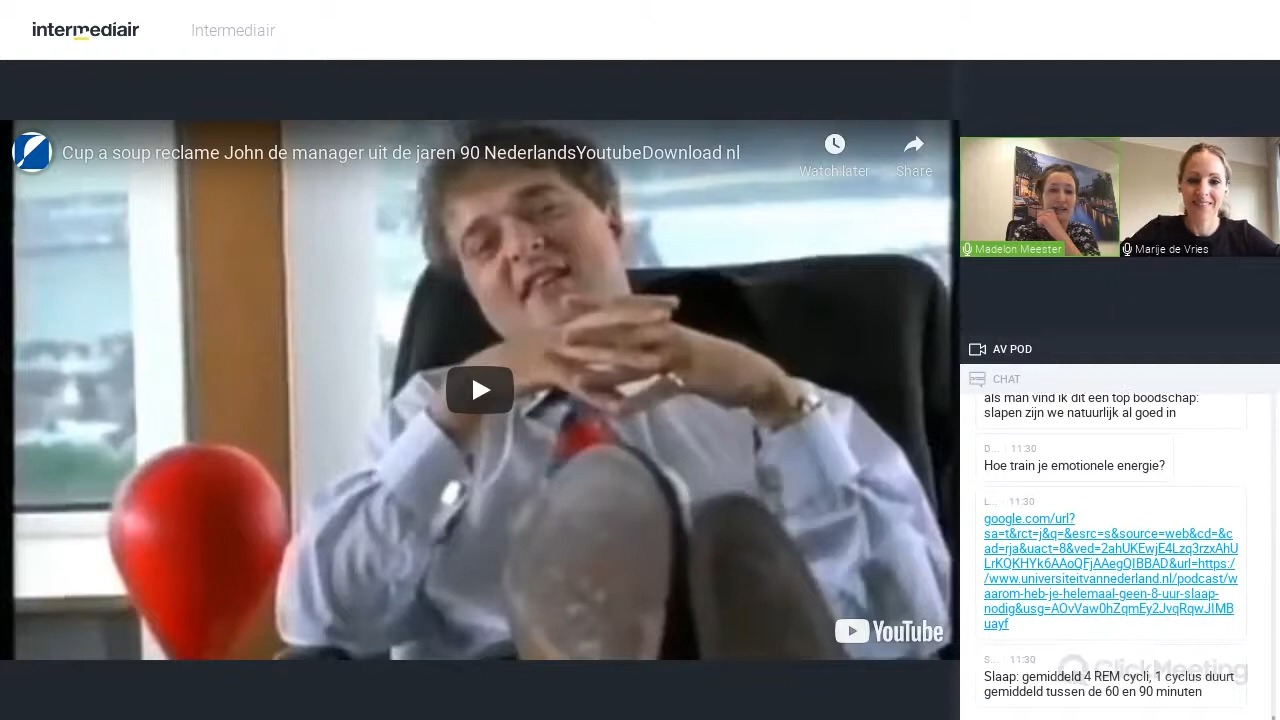 intermediair
Intermediair
Cup a soup reclame John de manager uit de jaren 90 NederlandsYoutubeDownload nl
Watch later
Share
YouTube
Madelon Meester
Marije de Vries
AV POD
CHAT
als man vind ik dit een top boodschap:
slapen zijn we natuurlijk al goed in
D... 11:30
Hoe train je emotionele energie?
L... 11:30
google.com/url?
sa=t&rct=j&q=&esrc=s&source=web&cd=&c
ad=rja&uact=8&ved=2ahUKEwjE4Lzq3rzxAhU
LrKQKHYk6AAoQFjAAegQIBBAD&url=https:/
/www.universiteitvannederland.nl/podcast/w
aarom-heb-je-helemaal-geen-8-uur-slaap-
nodig&usg=AOvVaw0hZqmEy2JvqRqwJIMB
uayf
S... 11:30
ClickMeeting
Slaap: gemiddeld 4 REM cycli, 1 cyclus duurt
gemiddeld tussen de 60 en 90 minuten